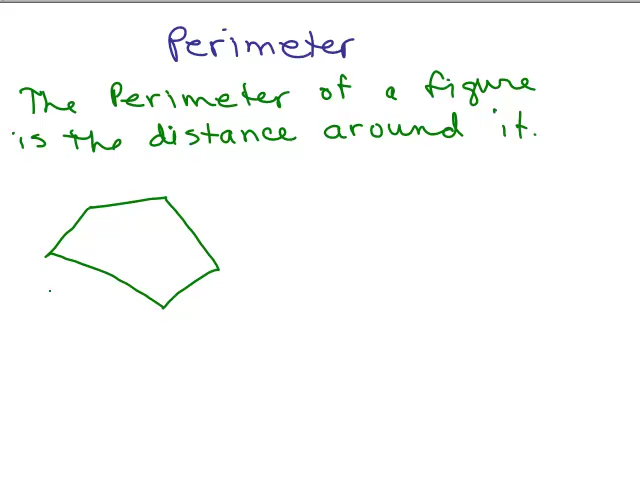 Perimeter
The Perimeter of a figure
is the distance around it.